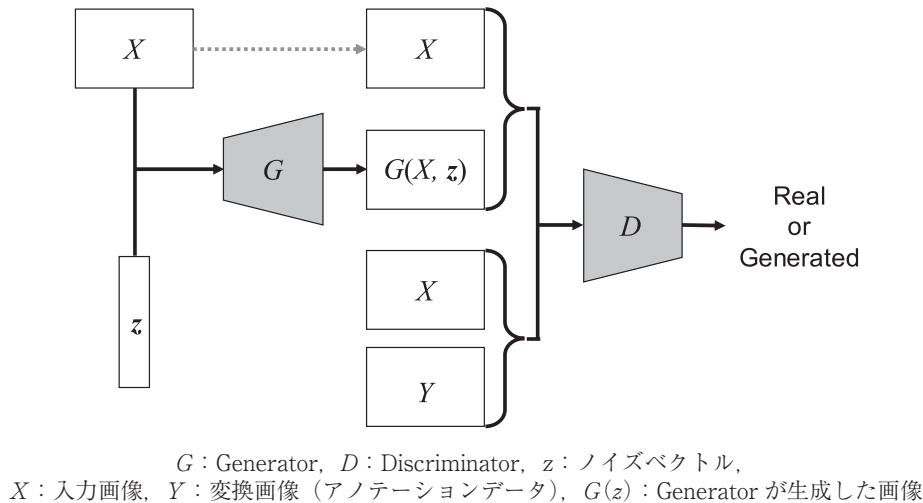 X
X
G
G(X, z)
D
Real
or
Generated
X
z
Y
G：Generator，D：Discriminator，z：ノイズベクトル，
X：入力画像，Y：変換画像（アノテーションデータ），G(z)：Generator が生成した画像